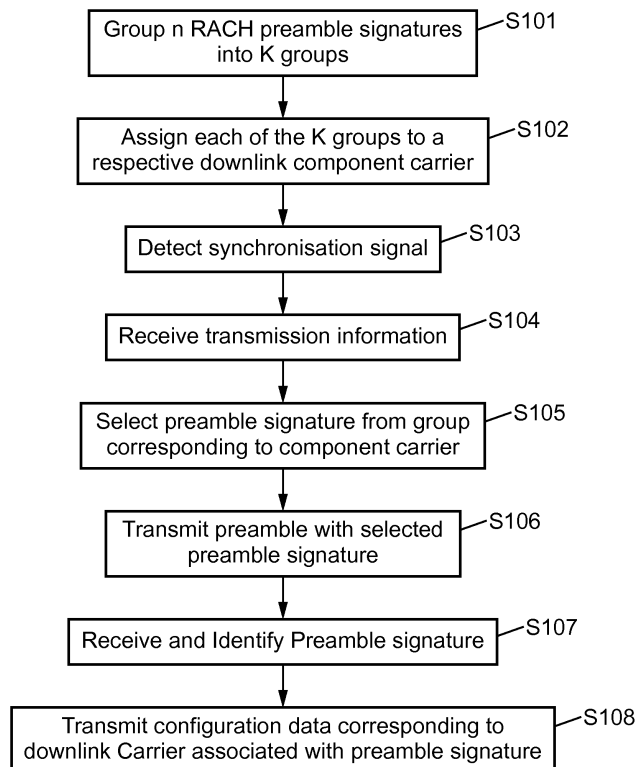 Group n RACH preamble signatures
into K groups
S101
Assign each of the K groups to a
respective downlink component carrier
S102
Detect synchronisation signal
S103
Receive transmission information
S104
Select preamble signature from group
corresponding to component carrier
S105
Transmit preamble with selected
preamble signature
S106
Receive and Identify Preamble signature
S107
Transmit configuration data corresponding to
downlink Carrier associated with preamble signature
S108